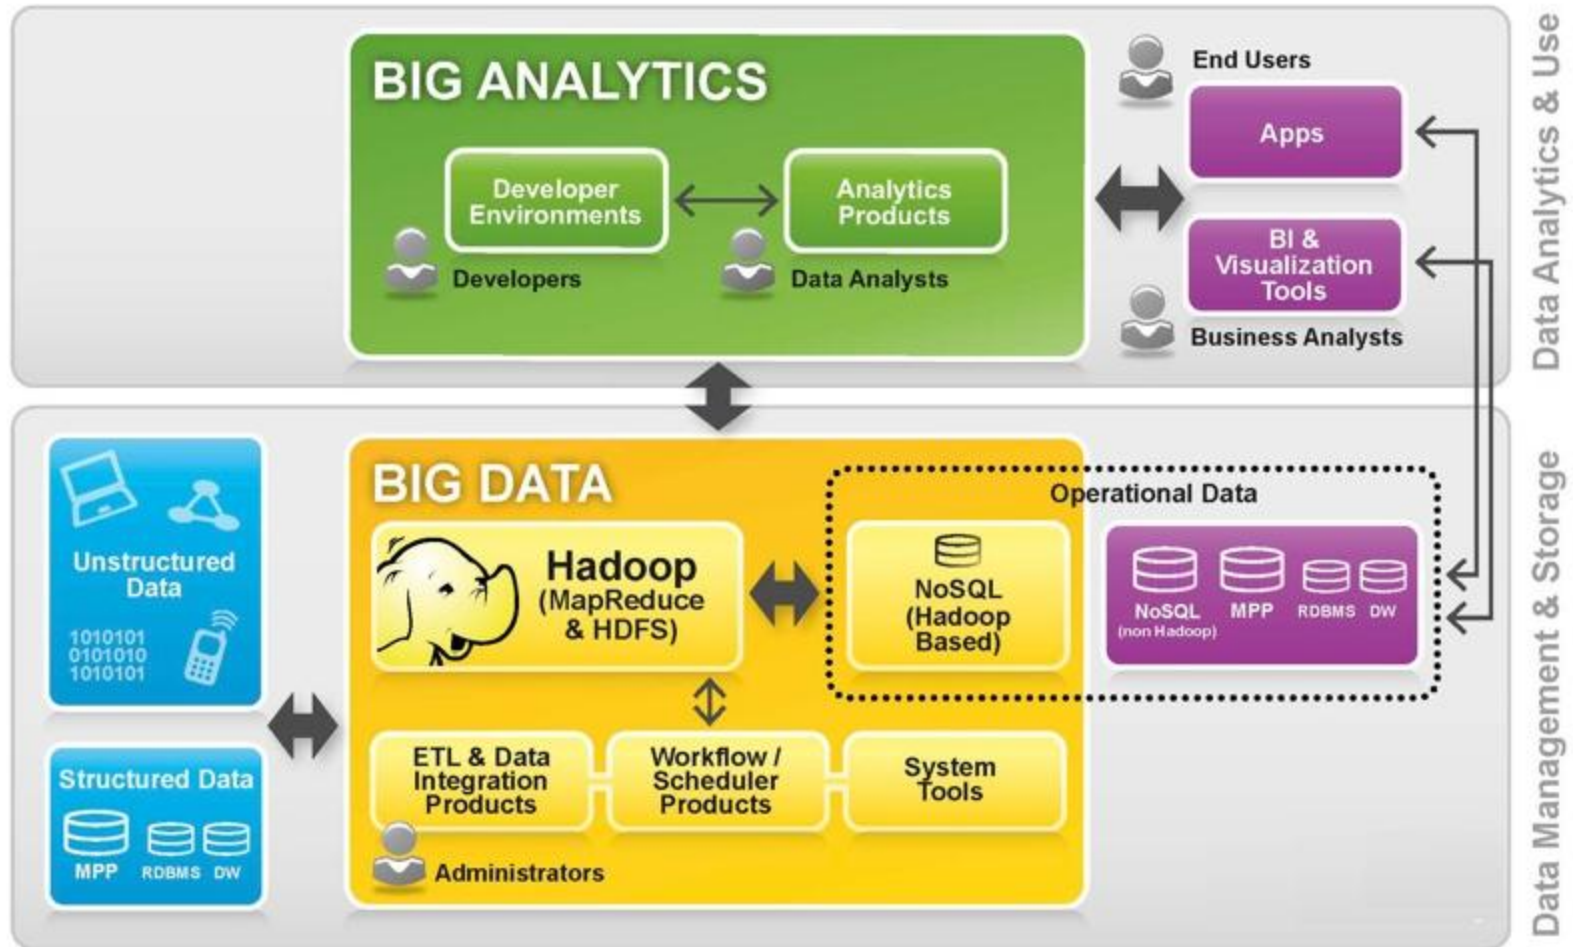 BIG ANALYTICS
Developer
Environments
Developers
Analytics
Products
Data Analysts
End Users
Apps
BI &
Visualization
Tools
Business Analysts
Data Analytics & Use
Unstructured
Data
1010101
0101010
1010101
Structured Data
MPP
RDBMS
DW
BIG DATA
Hadoop
(MapReduce
& HDFS)
Operational Data
NoSQL
(Hadoop
Based)
NoSQL
(non Hadoop)
MPP
RDBMS
DW
ETL & Data
Integration
Products
Workflow /
Scheduler
Products
System
Tools
Administrators
Data Management & Storage